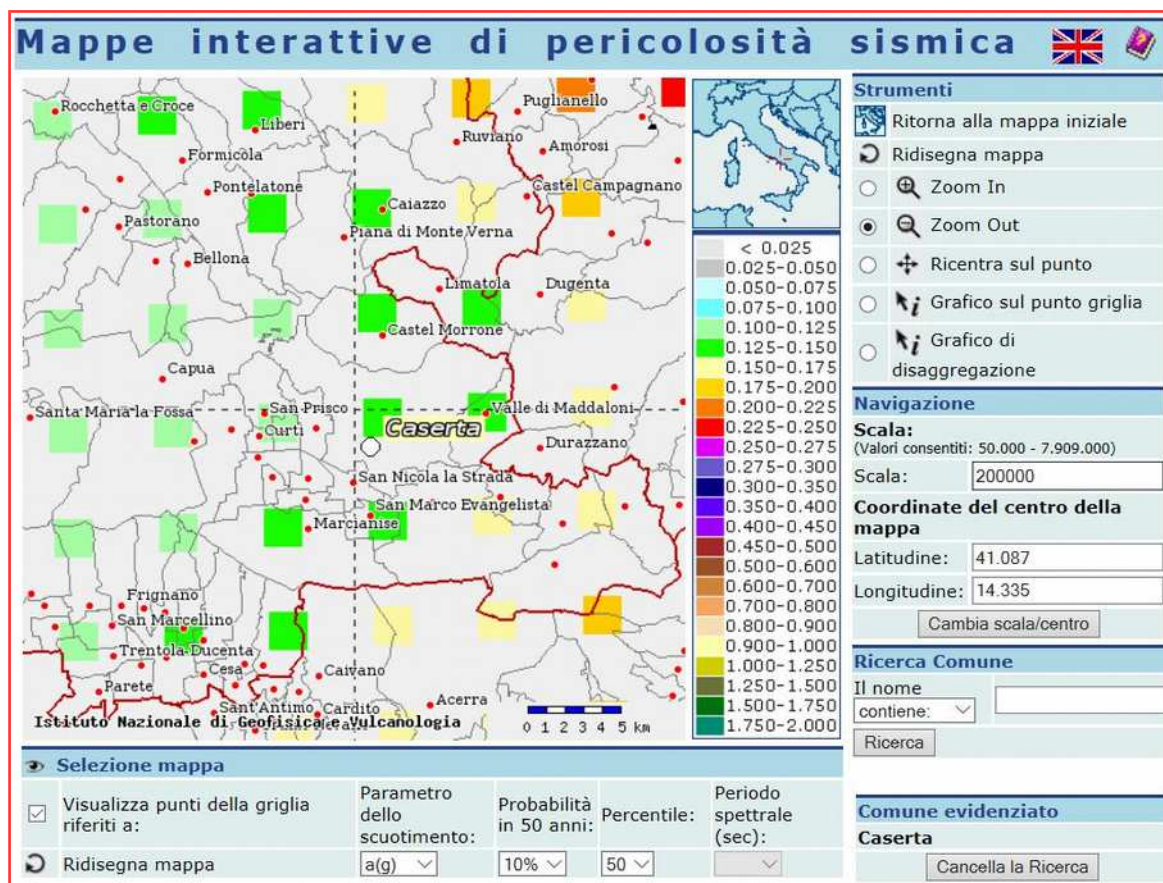 Mappe interattive di pericolosità sismica
Rocchetta e Croce
Liberi
Puglianello
Ruviano
Amorosi
Formicola
Pontelatone
Castel Campagnano
Caiazzo
Pastorano
Piana di Monte Verna
Bellona
Limatola
Dugenta
Castel Morrone
Capua
Santa Maria la Fossa
San Prisco
Valle di Maddaloni
Curti
Caserta
Durazzano
San Nicola la Strada
San Marco Evangelista
Marcianise
Frignano
San Marcellino
Trentola Ducenta
Cesa
Caivano
Parete
Acerra
Sant'Antimo
Cardito
Istituto Nazionale di Geofisica e Vulcanologia
0 1 2 3 4 5 km
< 0.025
0.025-0.050
0.050-0.075
0.075-0.100
0.100-0.125
0.125-0.150
0.150-0.175
0.175-0.200
0.200-0.225
0.225-0.250
0.250-0.275
0.275-0.300
0.300-0.350
0.350-0.400
0.400-0.450
0.450-0.500
0.500-0.600
0.600-0.700
0.700-0.800
0.800-0.900
0.900-1.000
1.000-1.250
1.250-1.500
1.500-1.750
1.750-2.000
Strumenti
Ritorna alla mappa iniziale
Ridisegna mappa
Zoom In
Zoom Out
Ricentra sul punto
Grafico sul punto griglia
Grafico di
disaggregazione
Navigazione
Scala:
(Valori consentiti: 50.000 - 7.909.000)
Scala: 200000
Coordinate del centro della
mappa
Latitudine: 41.087
Longitudine: 14.335
Cambia scala/centro
Ricerca Comune
Il nome
contiene:
Ricerca
Comune evidenziato
Caserta
Cancella la Ricerca
Selezione mappa
Visualizza punti della griglia
riferiti a:
Parametro
dello
scuotimento:
Probabilità
in 50 anni:
Percentile:
Periodo
spettrale
(sec):
Ridisegna mappa
a(g)
10%
50